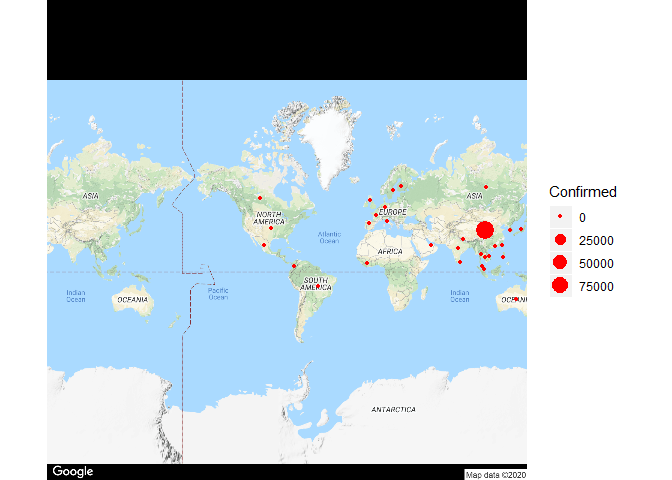 ASIA
NORTH
AMERICA
Atlantic
Ocean
EUROPE
ASIA
AFRICA
SOUTH
AMERICA
Indian
Ocean
OCEANIA
Pacific
Ocean
Indian
Ocean
OCEANI
ANTARCTICA
Google
Map data ©2020
Confirmed
0
25000
50000
75000